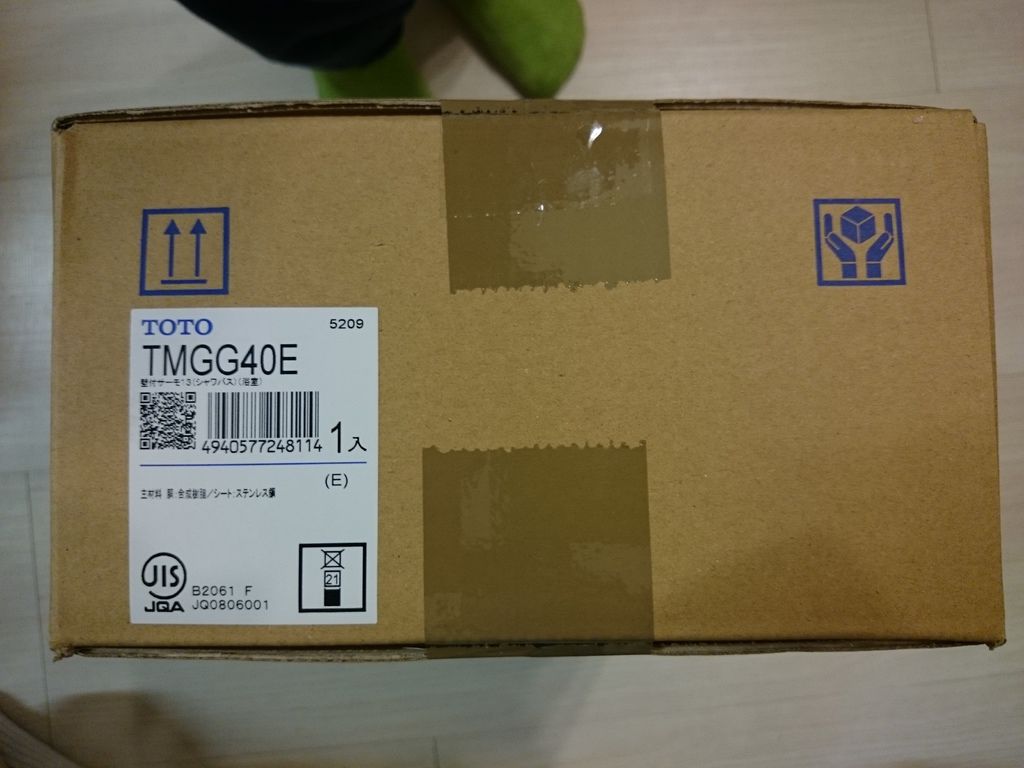 TOTO
5209
TMGG40E
壁付サーモ13(シャワバス)(浴室)
4940577248114
1入
(E)
主材料 胴:合成樹脂/シート:ステンレス鋼
JIS
JQA
B2061 F
JQ0806001
21